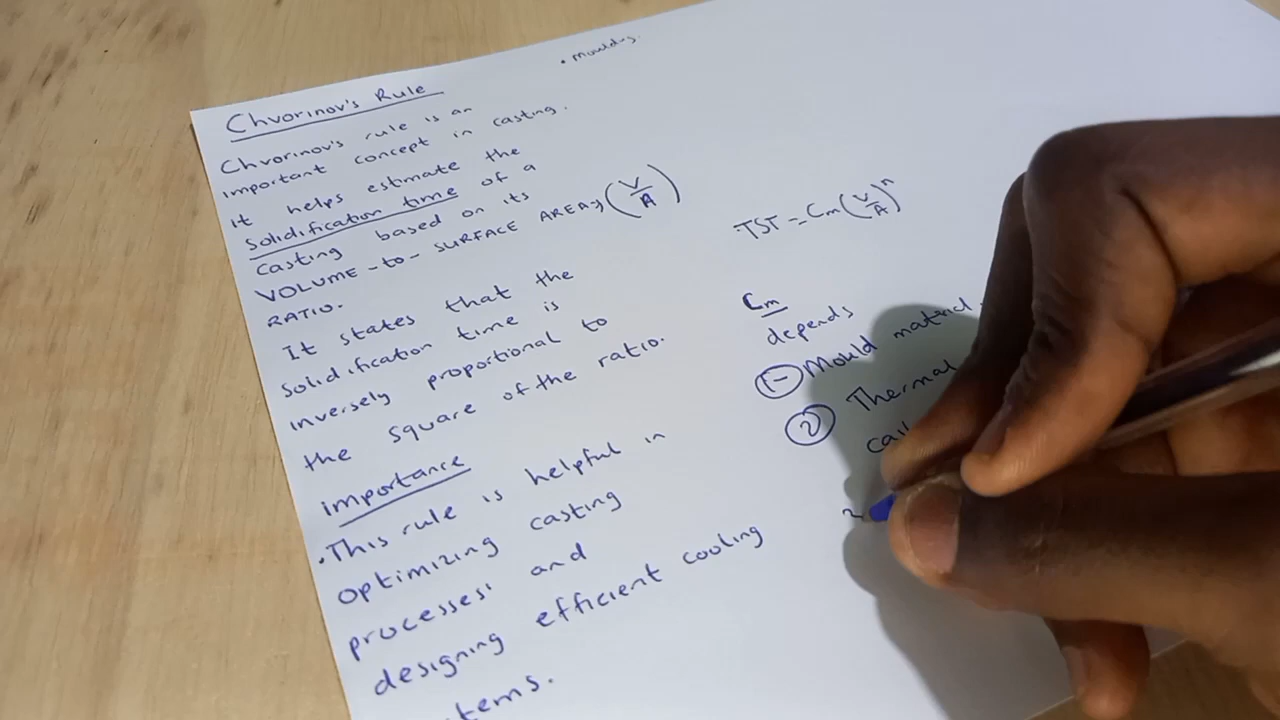 • Mouldng.
Chvorinov's Rule
Chvorinov's rule is an
important concept in casting.
it helps estimate the
Solidification time of a
casting based on its
VOLUME-to-SURFACE AREA, (V/A)
RATIO.
It states that the
solidification time is
inversely proportional to
the square of the ratio.
importance
• This rule is helpful in
optimizing casting
processes and
designing efficient cooling
tems.
TST = Cm (V/A)^n
Cm
depends
1- Mould material.
2 Thermal